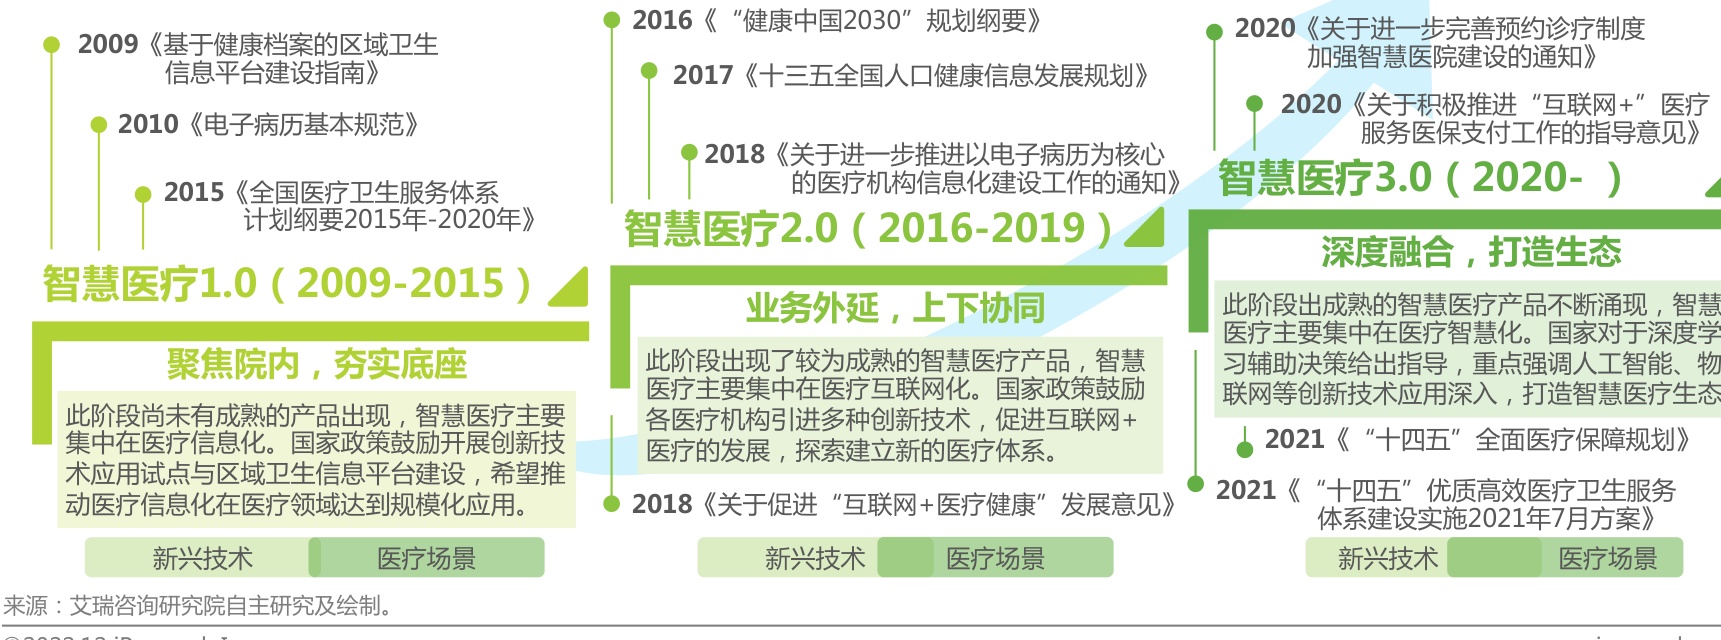 2009《基于健康档案的区域卫生
信息平台建设指南》
2010《电子病历基本规范》
2015《全国医疗卫生服务体系
计划纲要2015年-2020年》
智慧医疗1.0（2009-2015）
聚焦院内，夯实底座
此阶段尚未有成熟的产品出现，智慧医疗主要
集中在医疗信息化。国家政策鼓励开展创新技
术应用试点与区域卫生信息平台建设，希望推
动医疗信息化在医疗领域达到规模化应用。
新兴技术
医疗场景
2016《“健康中国2030”规划纲要》
2017《十三五全国人口健康信息发展规划》
2018《关于进一步推进以电子病历为核心
的医疗机构信息化建设工作的通知》
智慧医疗2.0（2016-2019）
业务外延，上下协同
此阶段出现了较为成熟的智慧医疗产品，智慧
医疗主要集中在医疗互联网化。国家政策鼓励
各医疗机构引进多种创新技术，促进互联网+
医疗的发展，探索建立新的医疗体系。
2018《关于促进“互联网+医疗健康”发展意见》
新兴技术
医疗场景
2020《关于进一步完善预约诊疗制度
加强智慧医院建设的通知》
2020《关于积极推进“互联网+”医疗
服务医保支付工作的指导意见》
智慧医疗3.0（2020- ）
深度融合，打造生态
此阶段出成熟的智慧医疗产品不断涌现，智慧
医疗主要集中在医疗智慧化。国家对于深度学
习辅助决策给出指导，重点强调人工智能、物
联网等创新技术应用深入，打造智慧医疗生态
2021《“十四五”全面医疗保障规划》
2021《“十四五”优质高效医疗卫生服务
体系建设实施2021年7月方案》
新兴技术
医疗场景
来源：艾瑞咨询研究院自主研究及绘制。